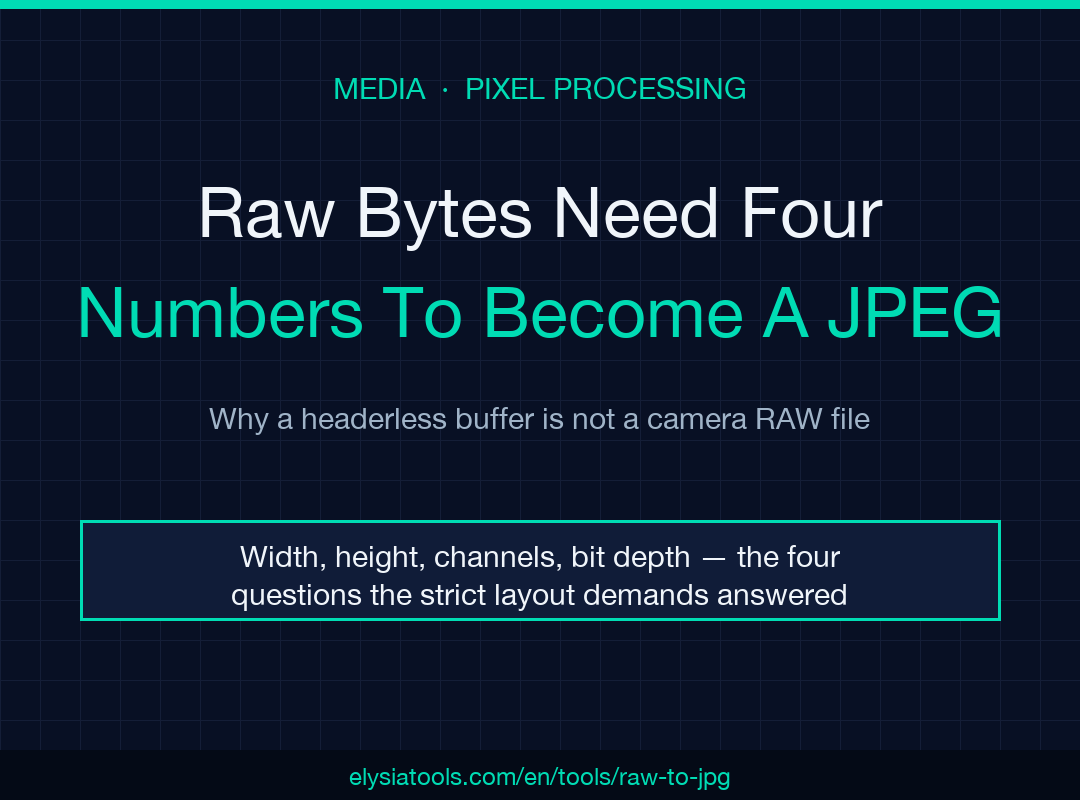 MEDIA · PIXEL PROCESSING
Raw Bytes Need Four
Numbers To Become A JPEG
Why a headerless buffer is not a camera RAW file
Width, height, channels, bit depth — the four
questions the strict layout demands answered
elysiatools.com/en/tools/raw-to-jpg